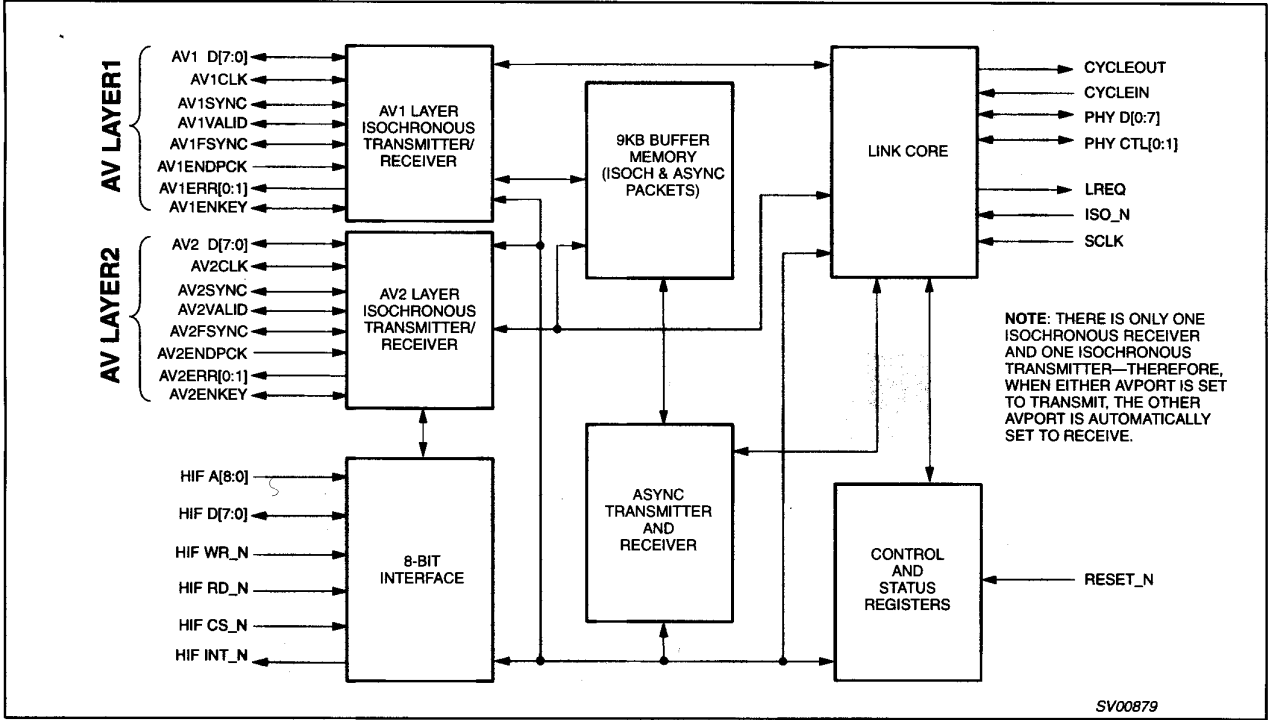 AV LAYER1
AV1 D[7:0]
AV1CLK
AV1SYNC
AV1VALID
AV1FSYNC
AV1ENDPCK
AV1ERR[0:1]
AV1ENKEY
AV LAYER2
AV2 D[7:0]
AV2CLK
AV2SYNC
AV2VALID
AV2FSYNC
AV2ENDPCK
AV2ERR[0:1]
AV2ENKEY
HIF A[8:0]
HIF D[7:0]
HIF WR_N
HIF RD_N
HIF CS_N
HIF INT_N
AV1 LAYER
ISOCHRONOUS
TRANSMITTER/
RECEIVER
AV2 LAYER
ISOCHRONOUS
TRANSMITTER/
RECEIVER
8-BIT
INTERFACE
9KB BUFFER
MEMORY
(ISOCH & ASYNC
PACKETS)
ASYNC
TRANSMITTER
AND
RECEIVER
LINK CORE
CONTROL
AND
STATUS
REGISTERS
CYCLEOUT
CYCLEIN
PHY D[0:7]
PHY CTL[0:1]
LREQ
ISO_N
SCLK
NOTE: THERE IS ONLY ONE
ISOCHRONOUS RECEIVER
AND ONE ISOCHRONOUS
TRANSMITTER—THEREFORE,
WHEN EITHER AVPORT IS SET
TO TRANSMIT, THE OTHER
AVPORT IS AUTOMATICALLY
SET TO RECEIVE.
RESET_N
SV00879